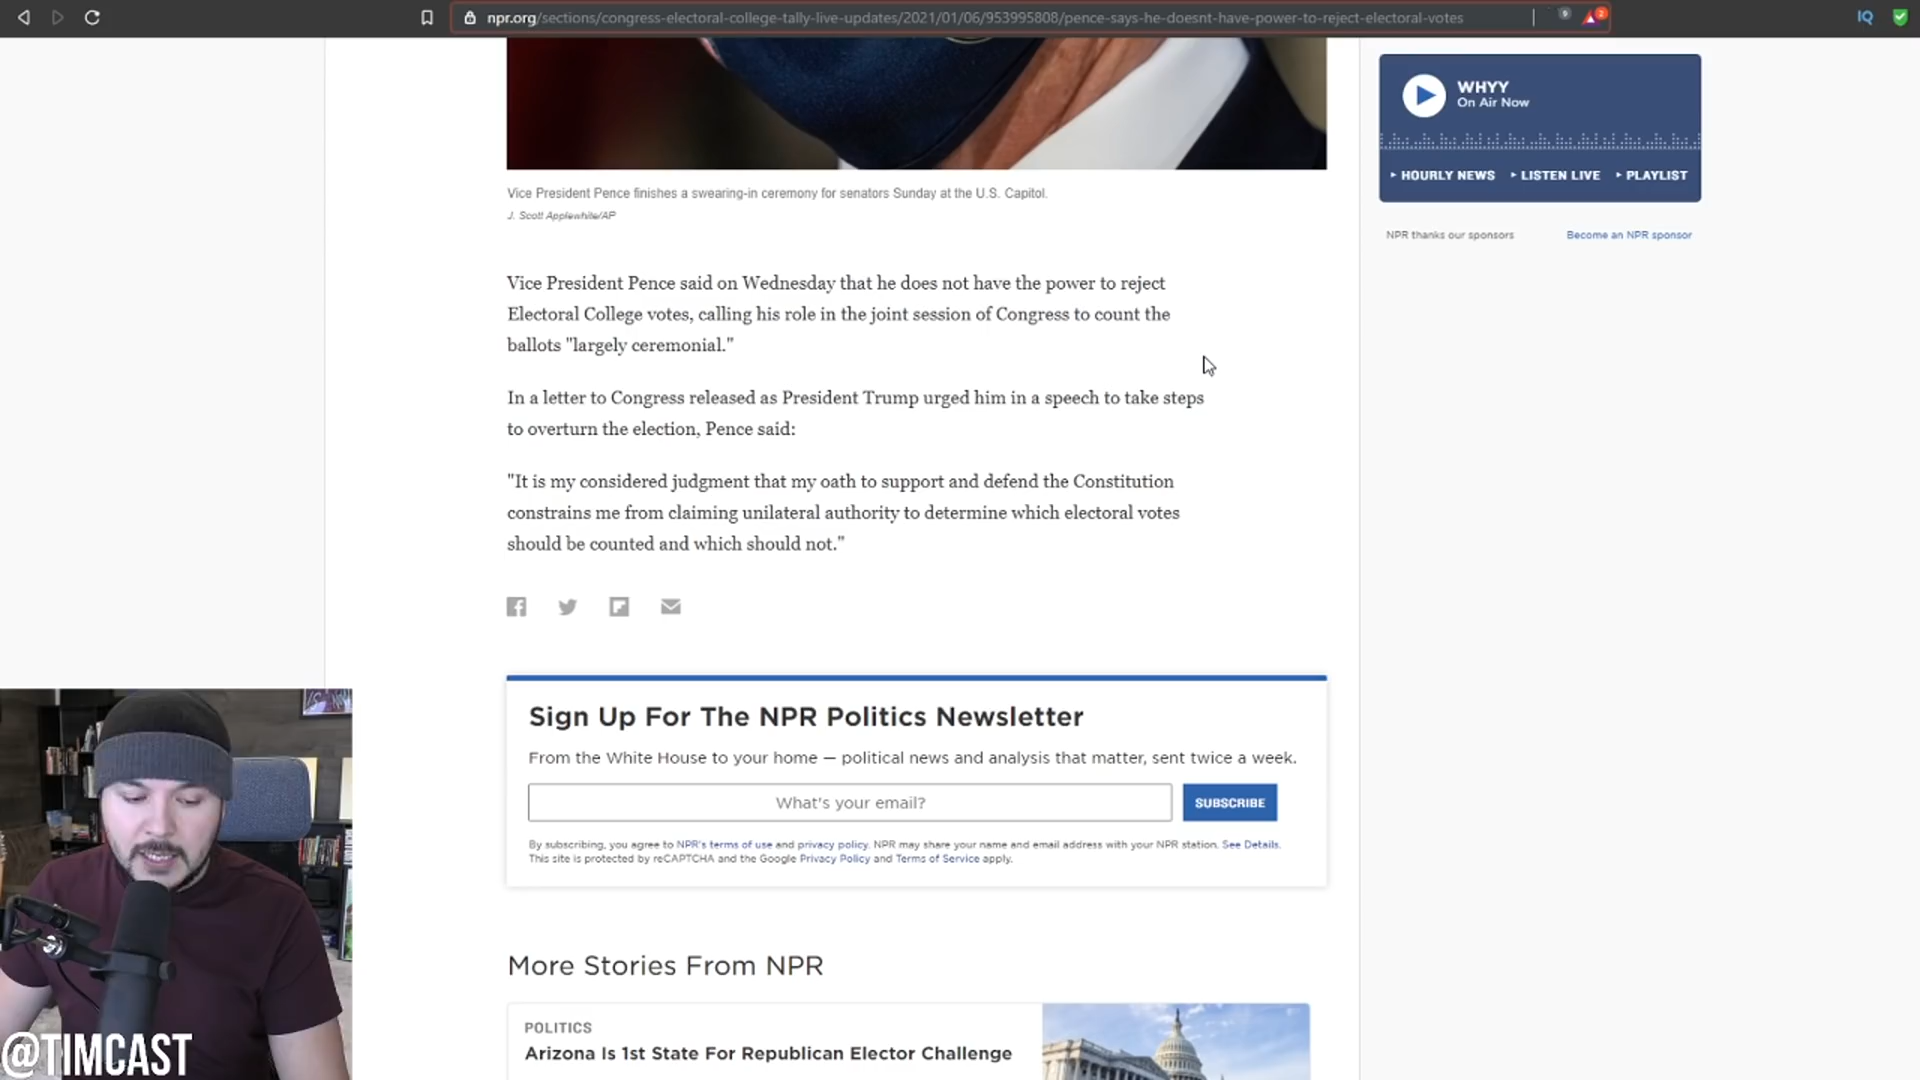 npr.org/sections/congress-electoral-college-tally-live-updates/2021/01/06/953995808/pence-says-he-doesnt-have-power-to-reject-electoral-votes
9
2
IQ
WHYY
On Air Now
HOURLY NEWS
LISTEN LIVE
PLAYLIST
NPR thanks our sponsors
Become an NPR sponsor
Vice President Pence finishes a swearing-in ceremony for senators Sunday at the U.S. Capitol.
J. Scott Applewhite/AP
Vice President Pence said on Wednesday that he does not have the power to reject
Electoral College votes, calling his role in the joint session of Congress to count the
ballots "largely ceremonial."
In a letter to Congress released as President Trump urged him in a speech to take steps
to overturn the election, Pence said:
"It is my considered judgment that my oath to support and defend the Constitution
constrains me from claiming unilateral authority to determine which electoral votes
should be counted and which should not."
Sign Up For The NPR Politics Newsletter
From the White House to your home — political news and analysis that matter, sent twice a week.
What's your email?
SUBSCRIBE
By subscribing, you agree to NPR's terms of use and privacy policy. NPR may share your name and email address with your NPR station. See Details.
This site is protected by reCAPTCHA and the Google Privacy Policy and Terms of Service apply.
More Stories From NPR
POLITICS
Arizona Is 1st State For Republican Elector Challenge
@TIMCAST